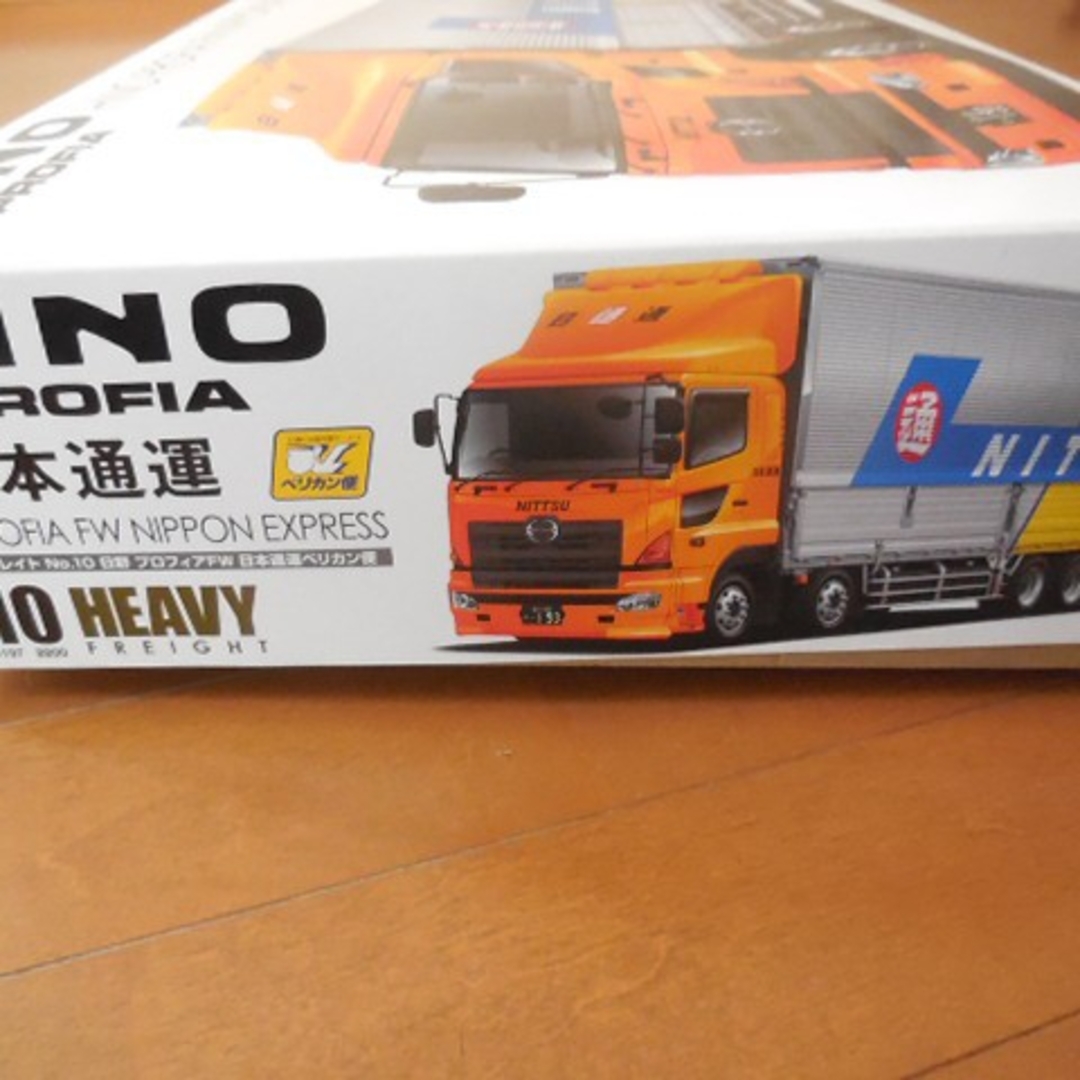 INO
ROFIA
本通運
ペリカン便
OFIA FW NIPPON EXPRESS
レイト No.10 日野 プロフィアFW 日本通運ペリカン便
10 HEAVY
FREIGHT
NITTSU
日 通
NIT